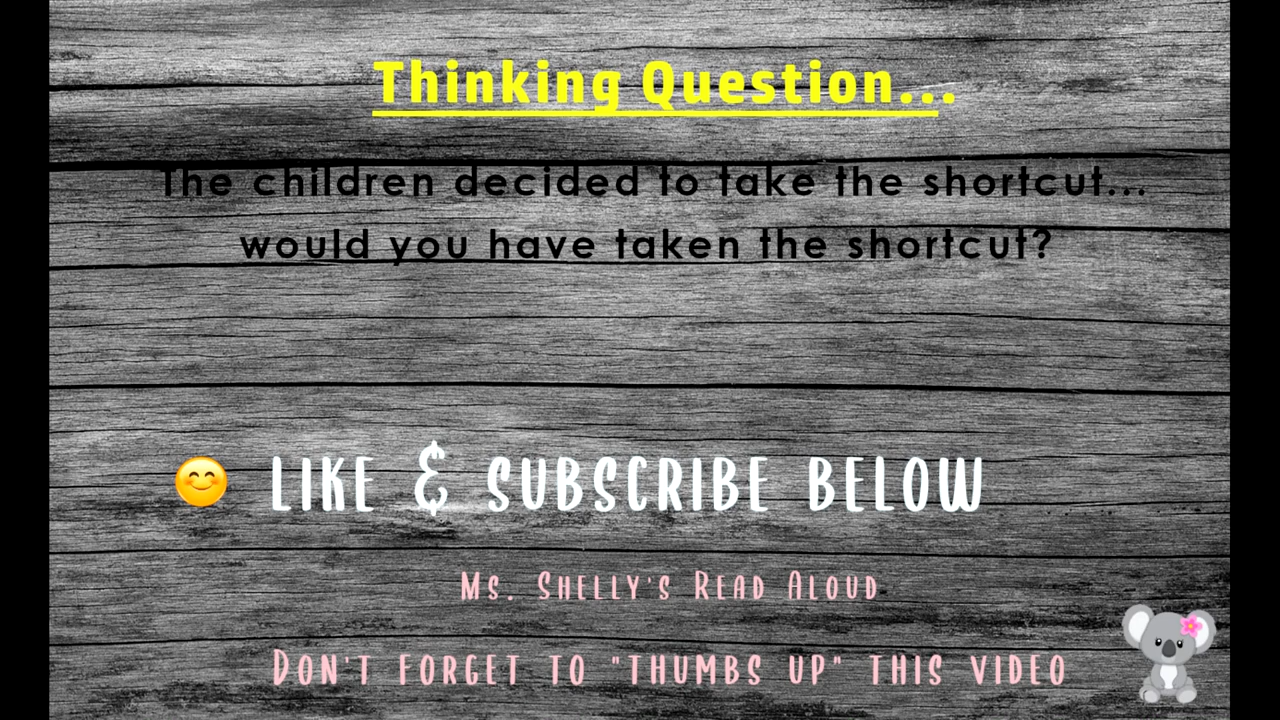 Thinking Question...
The children decided to take the shortcut...
would you have taken the shortcut?
😊 LIKE & SUBSCRIBE BELOW
Ms. Shelly's Read Aloud
Don't forget to "thumbs up" this video